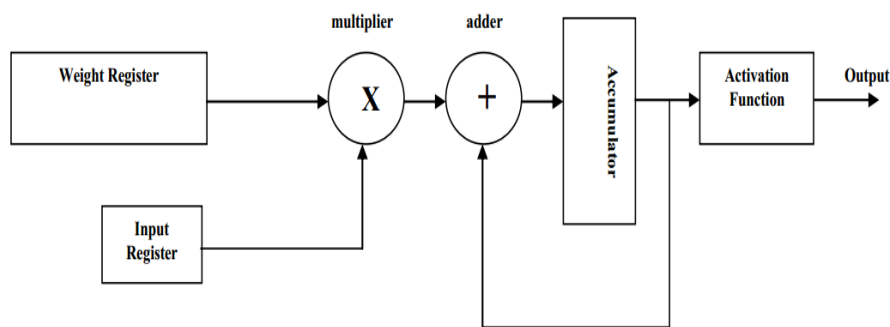 multiplier
adder
Weight Register
X
+
Accumulator
Activation
Function
Output
Input
Register